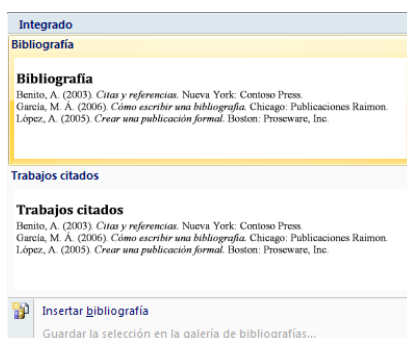 Integrado
Bibliografía
Bibliografía
Benito, A. (2003). Citas y referencias. Nueva York: Contoso Press.
García, M. Á. (2006). Cómo escribir una bibliografía. Chicago: Publicaciones Raimon.
López, A. (2005). Crear una publicación formal. Boston: Proseware, Inc.
Trabajos citados
Trabajos citados
Benito, A. (2003). Citas y referencias. Nueva York: Contoso Press.
García, M. Á. (2006). Cómo escribir una bibliografía. Chicago: Publicaciones Raimon.
López, A. (2005). Crear una publicación formal. Boston: Proseware, Inc.
Insertar bibliografía
Guardar la selección en la galería de bibliografías...